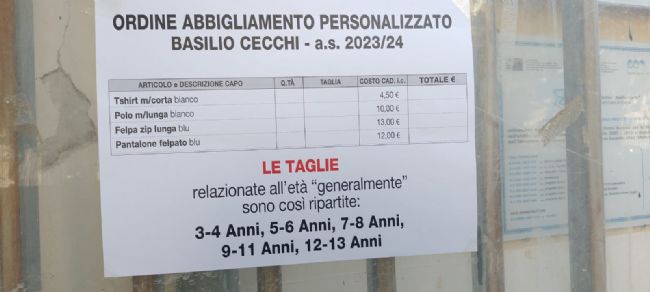 ORDINE ABBIGLIAMENTO PERSONALIZZATO
BASILIO CECCHI - a.s. 2023/24
ARTICOLO e DESCRIZIONE CAPO Q.TÀ TAGLIA COSTO CAD. i.c. TOTALE €
Tshirt m/corta bianco 4,50 €
Polo m/lunga bianco 10,00 €
Felpa zip lunga blu 13,00 €
Pantalone felpato blu 12,00 €
LE TAGLIE
relazionate all'età "generalmente"
sono così ripartite:
3-4 Anni, 5-6 Anni, 7-8 Anni,
9-11 Anni, 12-13 Anni